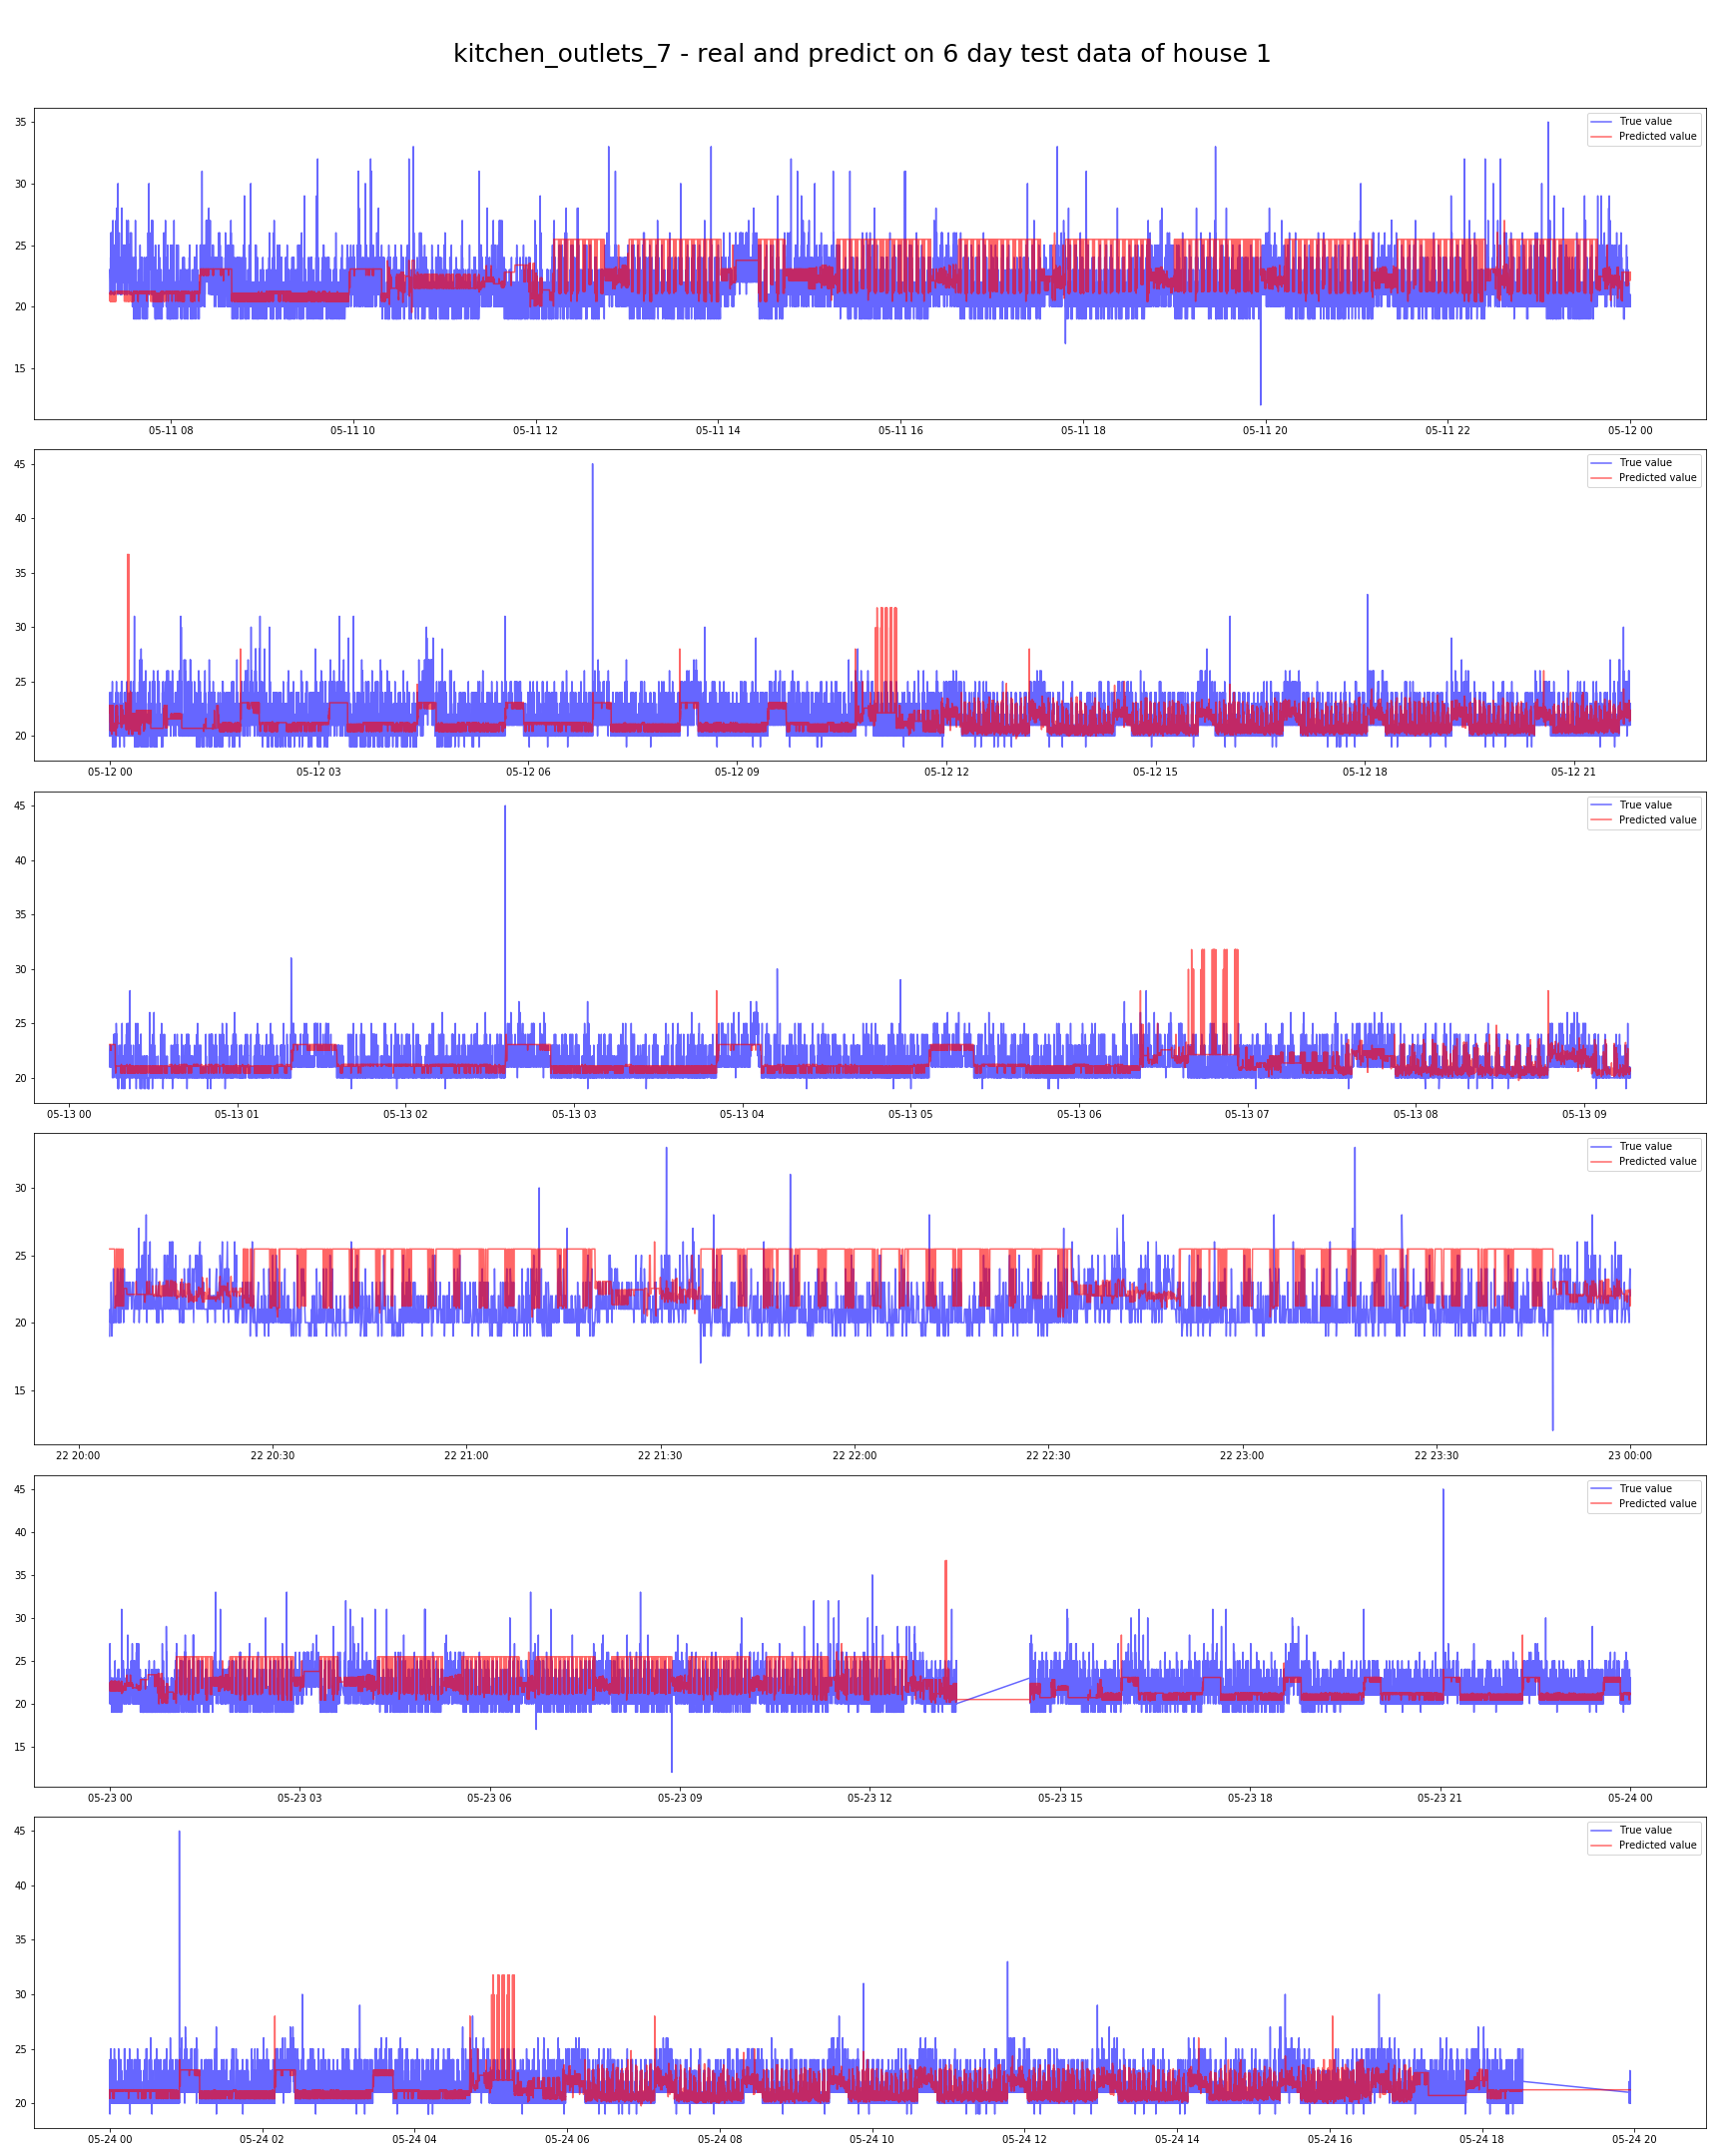 kitchen_outlets_7 - real and predict on 6 day test data of house 1
True value
Predicted value
35
30
25
20
15
05-11 08 05-11 10 05-11 12 05-11 14 05-11 16 05-11 18 05-11 20 05-11 22 05-12 00
True value
Predicted value
45
40
35
30
25
20
05-12 00 05-12 03 05-12 06 05-12 09 05-12 12 05-12 15 05-12 18 05-12 21
True value
Predicted value
45
40
35
30
25
20
05-13 00 05-13 01 05-13 02 05-13 03 05-13 04 05-13 05 05-13 06 05-13 07 05-13 08 05-13 09
True value
Predicted value
30
25
20
15
22 20:00 22 20:30 22 21:00 22 21:30 22 22:00 22 22:30 22 23:00 22 23:30 23 00:00
True value
Predicted value
45
40
35
30
25
20
15
05-23 00 05-23 03 05-23 06 05-23 09 05-23 12 05-23 15 05-23 18 05-23 21 05-24 00
True value
Predicted value
45
40
35
30
25
20
05-24 00 05-24 02 05-24 04 05-24 06 05-24 08 05-24 10 05-24 12 05-24 14 05-24 16 05-24 18 05-24 20